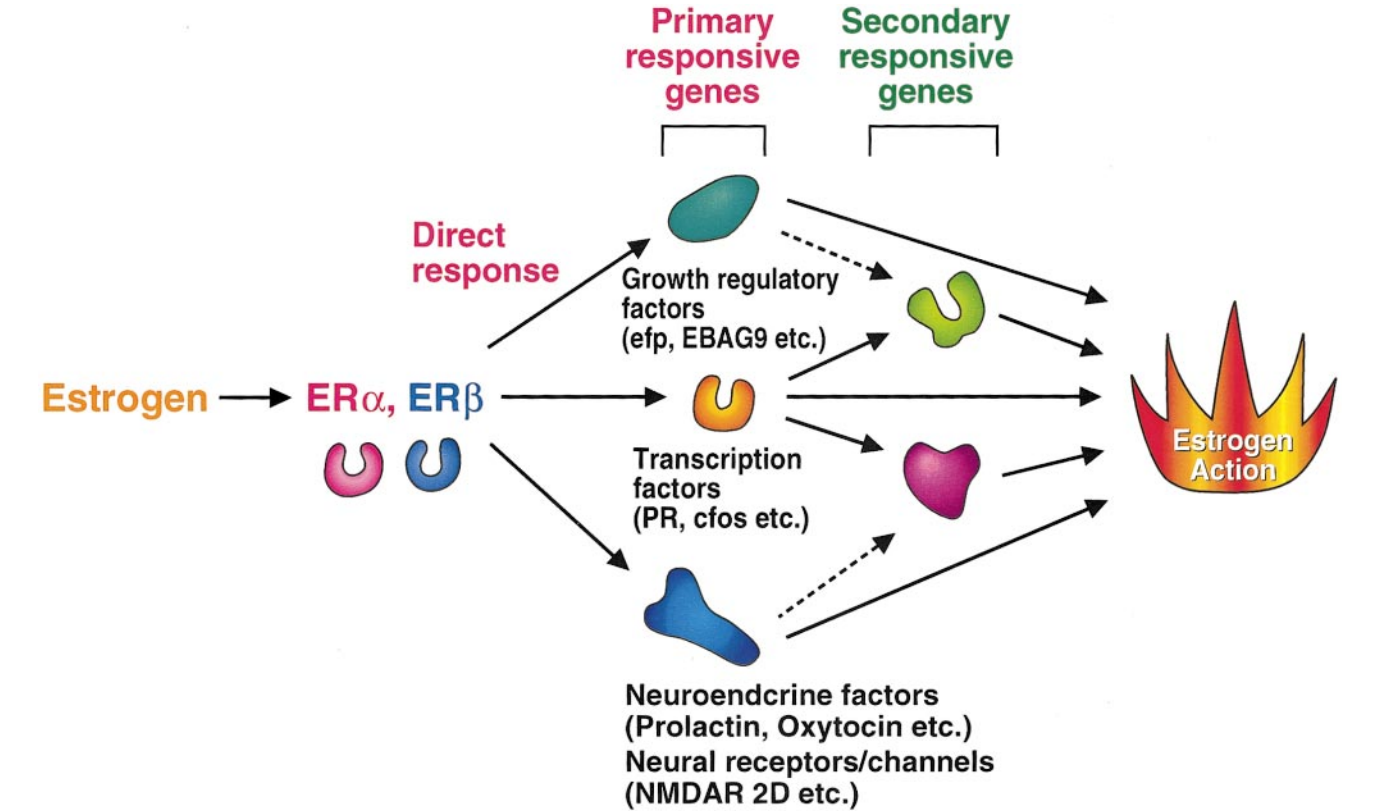 Primary
responsive
genes
Secondary
responsive
genes
Direct
response
Growth regulatory
factors
(efp, EBAG9 etc.)
Estrogen
ERα, ERβ
Transcription
factors
(PR, cfos etc.)
Estrogen
Action
Neuroendcrine factors
(Prolactin, Oxytocin etc.)
Neural receptors/channels
(NMDAR 2D etc.)